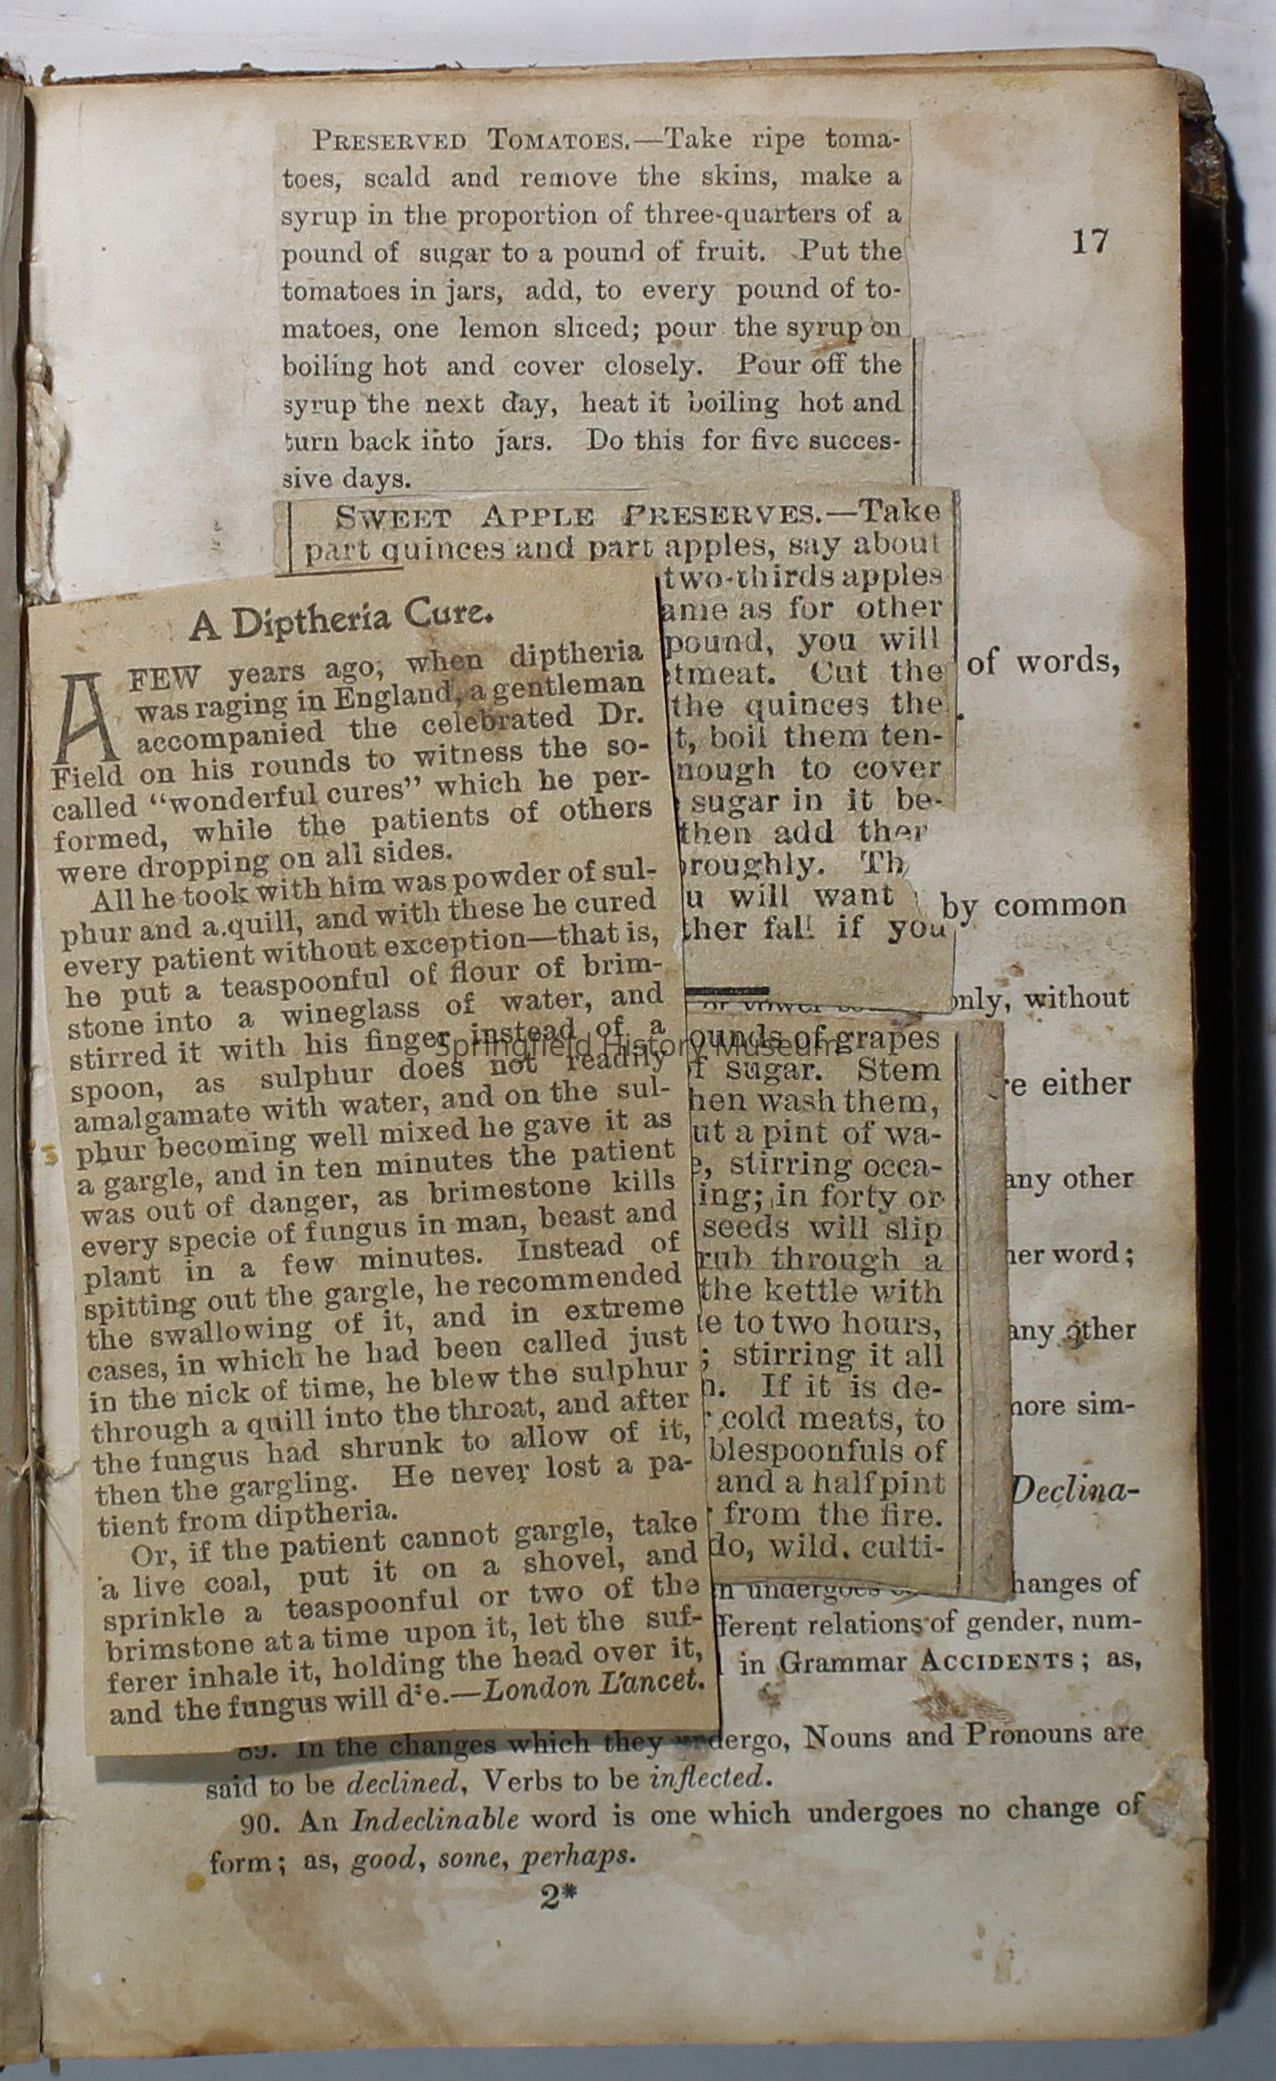 PRESERVED TOMATOES.—Take ripe toma-
toes, scald and remove the skins, make a
syrup in the proportion of three-quarters of a
pound of sugar to a pound of fruit. Put the
tomatoes in jars, add, to every pound of to-
matoes, one lemon sliced; pour the syrup on
boiling hot and cover closely. Pour off the
syrup the next day, heat it boiling hot and
turn back into jars. Do this for five succes-
sive days.
17
SWEET APPLE PRESERVES.—Take
part quinces and part apples, say about
two-thirds apples
ame as for other
pound, you will
tmeat. Cut the
the quinces the
t, boil them ten-
nough to cover
sugar in it be-
then add ther
roughly. Th
u will want
ther fall if you
A Diptheria Cure.
A FEW years ago, when diptheria
was raging in England, a gentleman
accompanied the celebrated Dr.
Field on his rounds to witness the so-
called "wonderful cures" which he per-
formed, while the patients of others
were dropping on all sides.
All he took with him was powder of sul-
phur and a quill, and with these he cured
every patient without exception—that is,
he put a teaspoonful of flour of brim-
stone into a wineglass of water, and
stirred it with his finger instead of a
spoon, as sulphur does not readily
amalgamate with water, and on the sul-
phur becoming well mixed he gave it as
a gargle, and in ten minutes the patient
was out of danger, as brimestone kills
every specie of fungus in man, beast and
plant in a few minutes. Instead of
spitting out the gargle, he recommended
the swallowing of it, and in extreme
cases, in which he had been called just
in the nick of time, he blew the sulphur
through a quill into the throat, and after
the fungus had shrunk to allow of it,
then the gargling. He never lost a pa-
tient from diptheria.
Or, if the patient cannot gargle, take
a live coal, put it on a shovel, and
sprinkle a teaspoonful or two of the
brimstone at a time upon it, let the suf-
ferer inhale it, holding the head over it,
and the fungus will die.—London Lancet.
Springfield History Museum
ounds of grapes
f sugar. Stem
hen wash them,
ut a pint of wa-
e, stirring occa-
ing; in forty or
seeds will slip
rub through a
the kettle with
e to two hours,
; stirring it all
n. If it is de-
cold meats, to
blespoonfuls of
and a half pint
from the fire.
do, wild, culti-
of words,
by common
only, without
re either
any other
her word;
any other
more sim-
Declina-
n undergoes hanges of
ferent relations of gender, num-
in Grammar ACCIDENTS; as,
89. In the changes which they undergo, Nouns and Pronouns are
said to be declined, Verbs to be inflected.
90. An Indeclinable word is one which undergoes no change of
form; as, good, some, perhaps.
2*